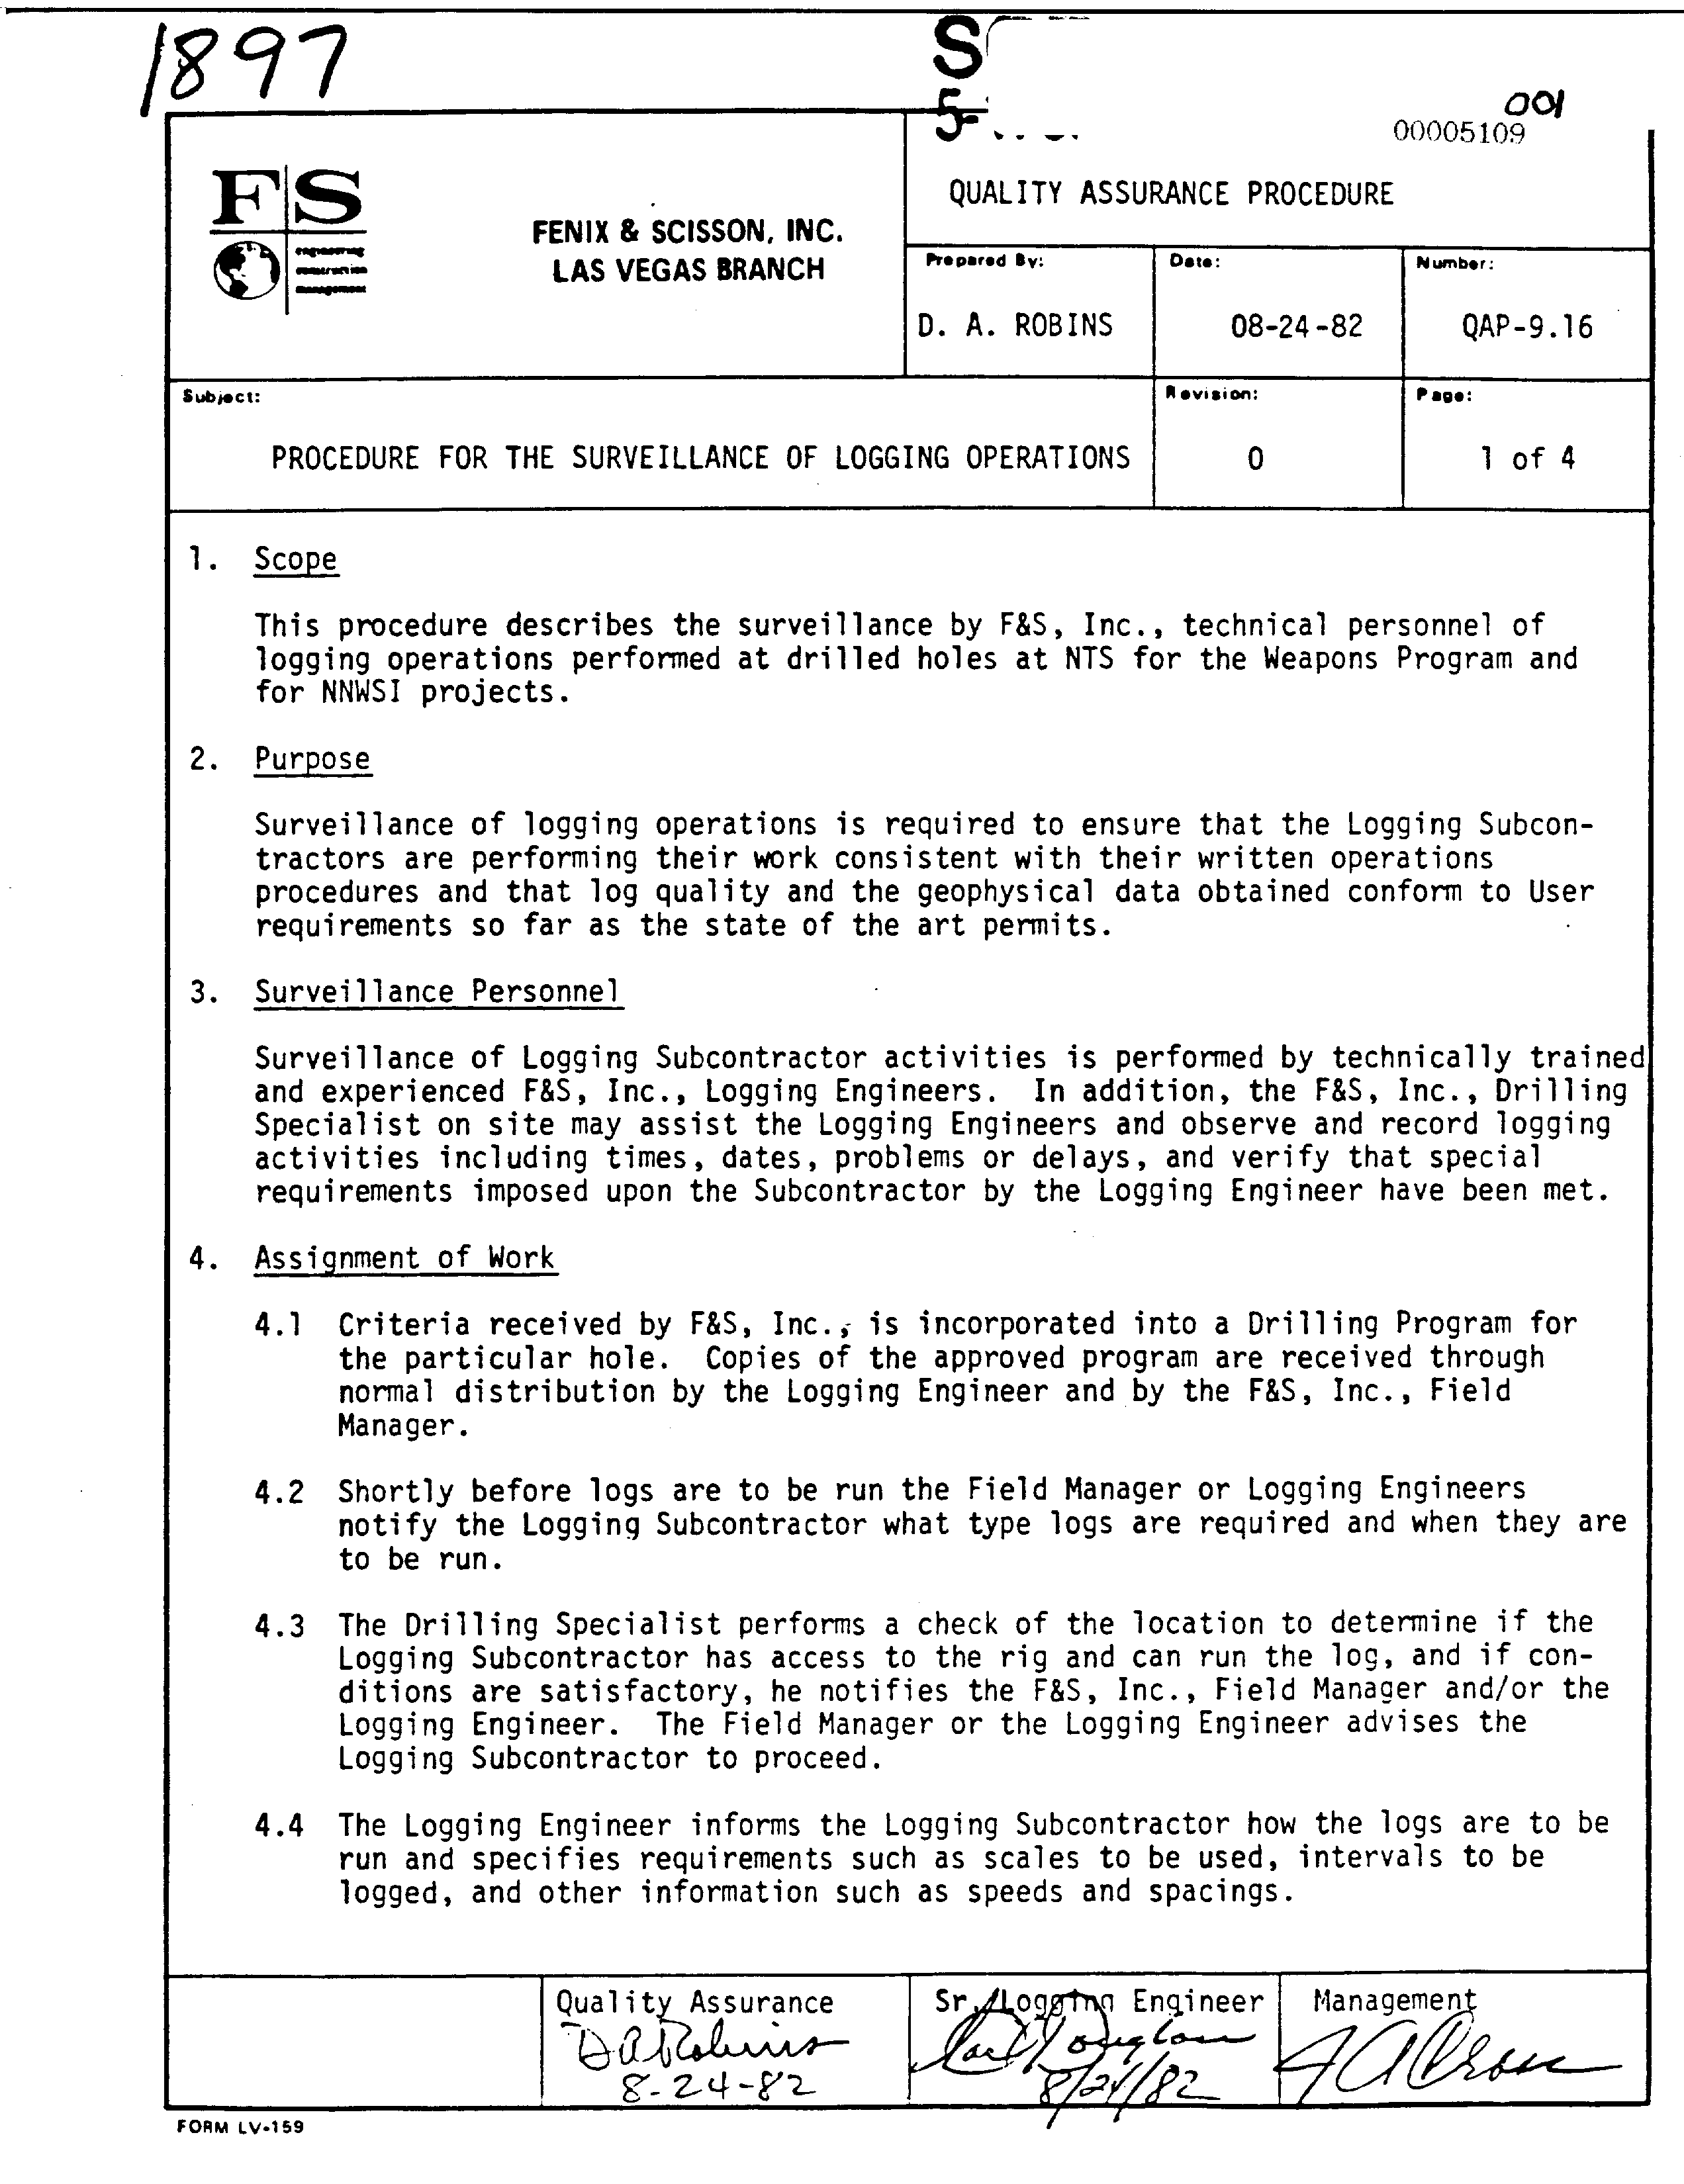 1897
S
5-
001
00005109
FS
engineering
construction
management
FENIX & SCISSON, INC.
LAS VEGAS BRANCH
QUALITY ASSURANCE PROCEDURE
Prepared By:
D. A. ROBINS
Date:
08-24-82
Number:
QAP-9.16
Subject:
PROCEDURE FOR THE SURVEILLANCE OF LOGGING OPERATIONS
Revision:
0
Page:
1 of 4
1. Scope
This procedure describes the surveillance by F&S, Inc., technical personnel of
logging operations performed at drilled holes at NTS for the Weapons Program and
for NNWSI projects.
2. Purpose
Surveillance of logging operations is required to ensure that the Logging Subcon-
tractors are performing their work consistent with their written operations
procedures and that log quality and the geophysical data obtained conform to User
requirements so far as the state of the art permits.
3. Surveillance Personnel
Surveillance of Logging Subcontractor activities is performed by technically trained
and experienced F&S, Inc., Logging Engineers. In addition, the F&S, Inc., Drilling
Specialist on site may assist the Logging Engineers and observe and record logging
activities including times, dates, problems or delays, and verify that special
requirements imposed upon the Subcontractor by the Logging Engineer have been met.
4. Assignment of Work
4.1 Criteria received by F&S, Inc., is incorporated into a Drilling Program for
the particular hole. Copies of the approved program are received through
normal distribution by the Logging Engineer and by the F&S, Inc., Field
Manager.
4.2 Shortly before logs are to be run the Field Manager or Logging Engineers
notify the Logging Subcontractor what type logs are required and when they are
to be run.
4.3 The Drilling Specialist performs a check of the location to determine if the
Logging Subcontractor has access to the rig and can run the log, and if con-
ditions are satisfactory, he notifies the F&S, Inc., Field Manager and/or the
Logging Engineer. The Field Manager or the Logging Engineer advises the
Logging Subcontractor to proceed.
4.4 The Logging Engineer informs the Logging Subcontractor how the logs are to be
run and specifies requirements such as scales to be used, intervals to be
logged, and other information such as speeds and spacings.
Quality Assurance
DARobins
8-24-82
Sr. Logging Engineer
8/24/82
Management
FORM LV-159